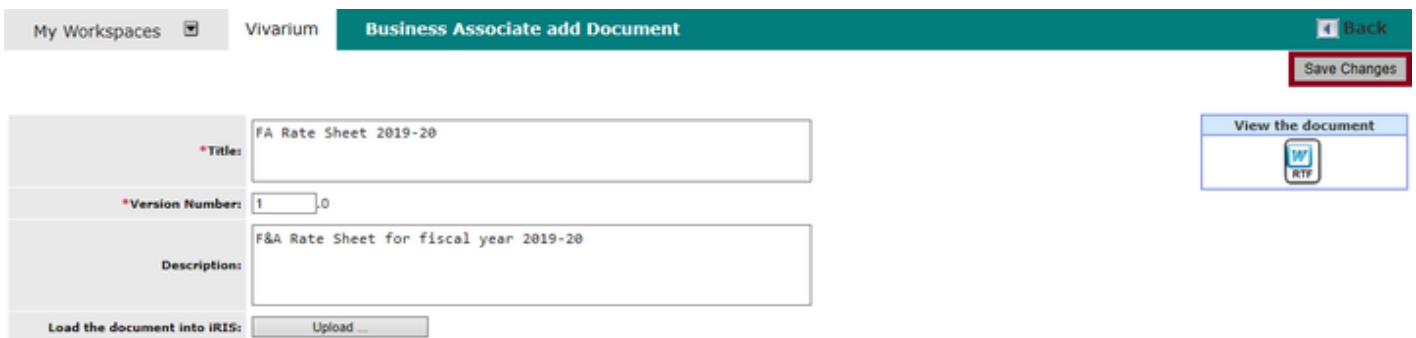 My Workspaces Vivarium Business Associate add Document Back
Save Changes
*Title: FA Rate Sheet 2019-20
View the document
W
RTF
*Version Number: 1 .0
Description: F&A Rate Sheet for fiscal year 2019-20
Load the document into iRIS: Upload ...